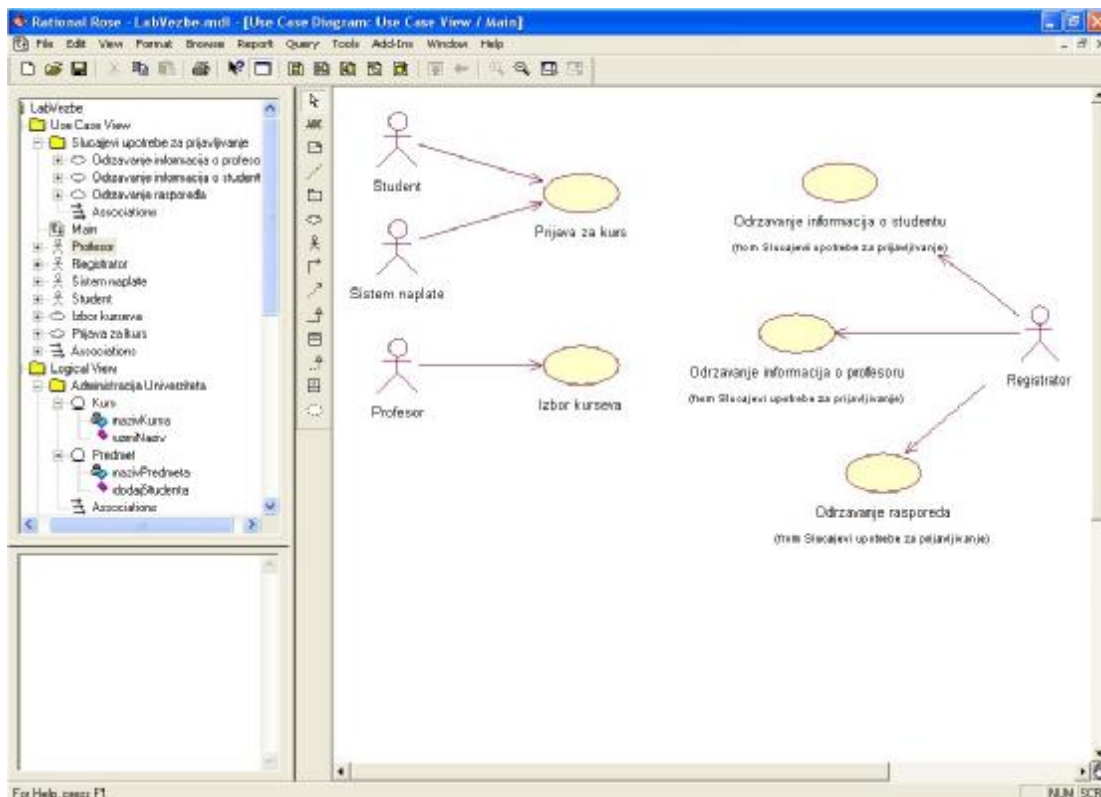 Rational Rose - LabVezbe.mdl - [Use Case Diagram: Use Case View / Main]
File Edit View Format Browse Report Query Tools Add-Ins Window Help
LabVezbe
Use Case View
Slucajevi upotrebe za prijavljivanje
Odrzavanje informacija o profeso
Odrzavanje informacija o student
Odrzavanje rasporeda
Associations
Main
Profesor
Registrator
Sistem naplate
Student
Izbor kurseva
Prijava za kurs
Associations
Logical View
Administracija Univerziteta
Kurs
nazivKursa
uzmiNaziv
Predmet
nazivPredmeta
dodajStudenta
Associations
ABC
Student
Prijava za kurs
Sistem naplate
Profesor
Izbor kurseva
Odrzavanje informacija o studentu
(from Slucajevi upotrebe za prijavljivanje)
Odrzavanje informacija o profesoru
(from Slucajevi upotrebe za prijavljivanje)
Registrator
Odrzavanje rasporeda
(from Slucajevi upotrebe za prijavljivanje)
For Help, press F1
NUM SCR